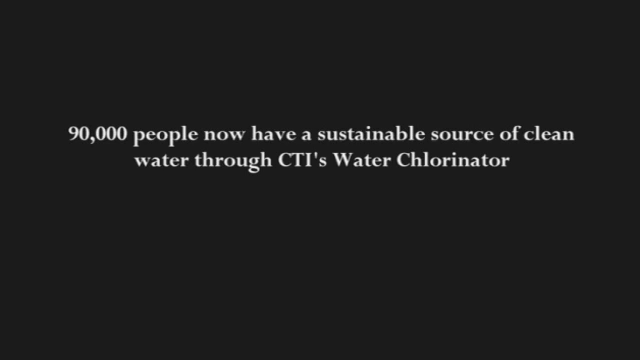 90,000 people now have a sustainable source of clean
water through CTI's Water Chlorinator